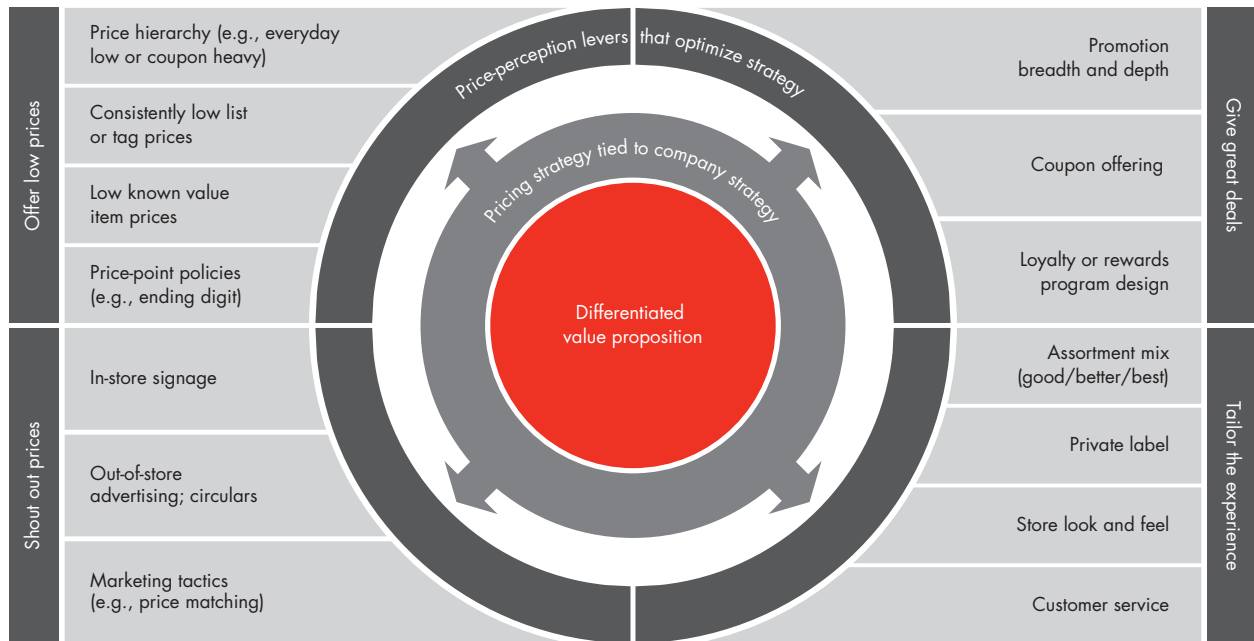 Offer low prices
Price hierarchy (e.g., everyday
low or coupon heavy)
Consistently low list
or tag prices
Low known value
item prices
Price-point policies
(e.g., ending digit)
Shout out prices
In-store signage
Out-of-store
advertising; circulars
Marketing tactics
(e.g., price matching)
Price-perception levers that optimize strategy
Pricing strategy tied to company strategy
Differentiated
value proposition
Give great deals
Promotion
breadth and depth
Coupon offering
Loyalty or rewards
program design
Tailor the experience
Assortment mix
(good/better/best)
Private label
Store look and feel
Customer service